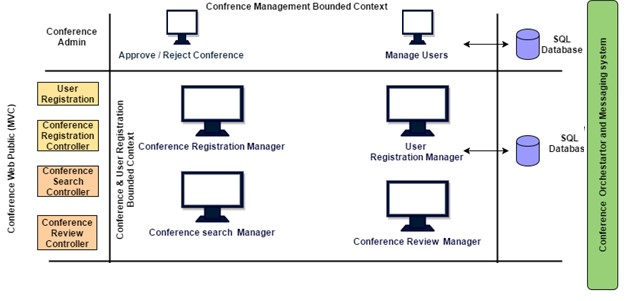 Confrence Management Bounded Context
Conference
Admin
Approve / Reject Conference
Manage Users
SQL
Database
User
Registration
Conference
Registration
Controller
Conference
Search
Controller
Conference
Review
Controller
Conference Web Public (MVC)
Conference & User Registration
Bounded Context
Conference Registration Manager
User
Registration Manager
Conference search Manager
Conference Review Manager
SQL
Databas
Conference Orchestartor and Messaging system